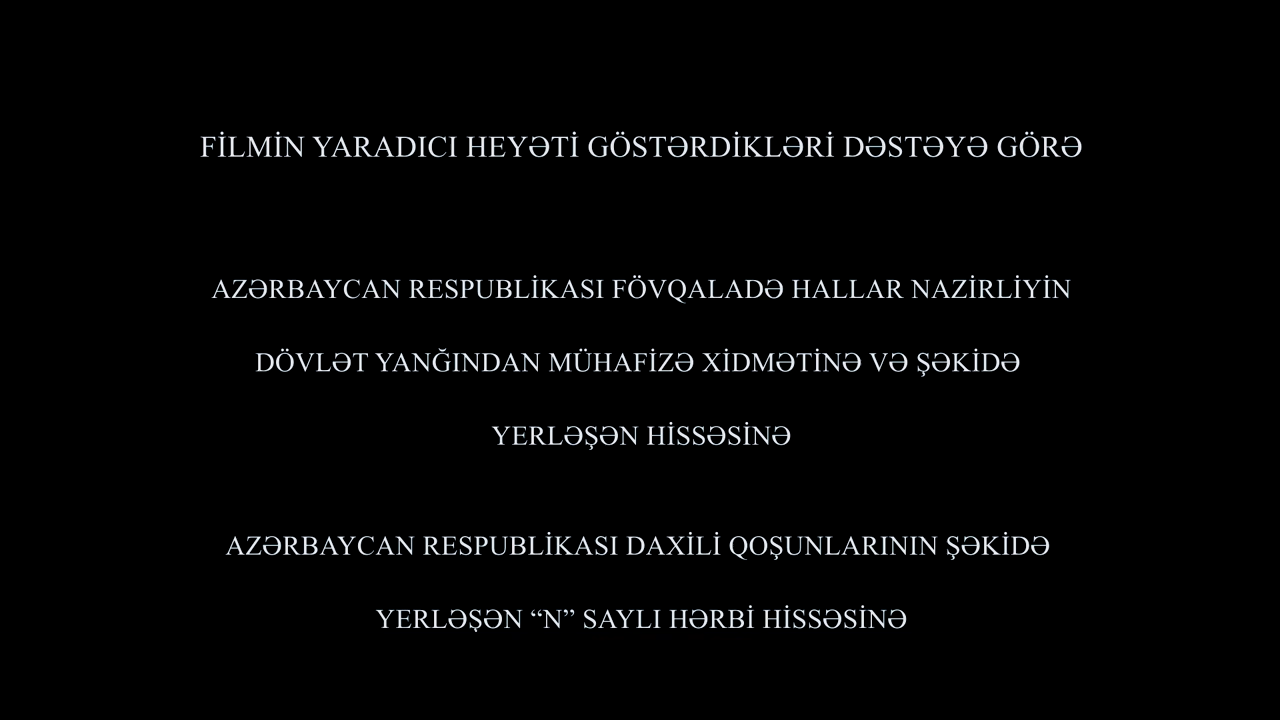 FİLMİN YARADICI HEYƏTİ GÖSTƏRDİKLƏRİ DƏSTƏYƏ GÖRƏ
AZƏRBAYCAN RESPUBLİKASI FÖVQALADƏ HALLAR NAZİRLİYİN
DÖVLƏT YANĞINDAN MÜHAFİZƏ XİDMƏTİNƏ VƏ ŞƏKİDƏ
YERLƏŞƏN HİSSƏSİNƏ
AZƏRBAYCAN RESPUBLİKASI DAXİLİ QOŞUNLARININ ŞƏKİDƏ
YERLƏŞƏN “N” SAYLI HƏRBİ HİSSƏSİNƏ